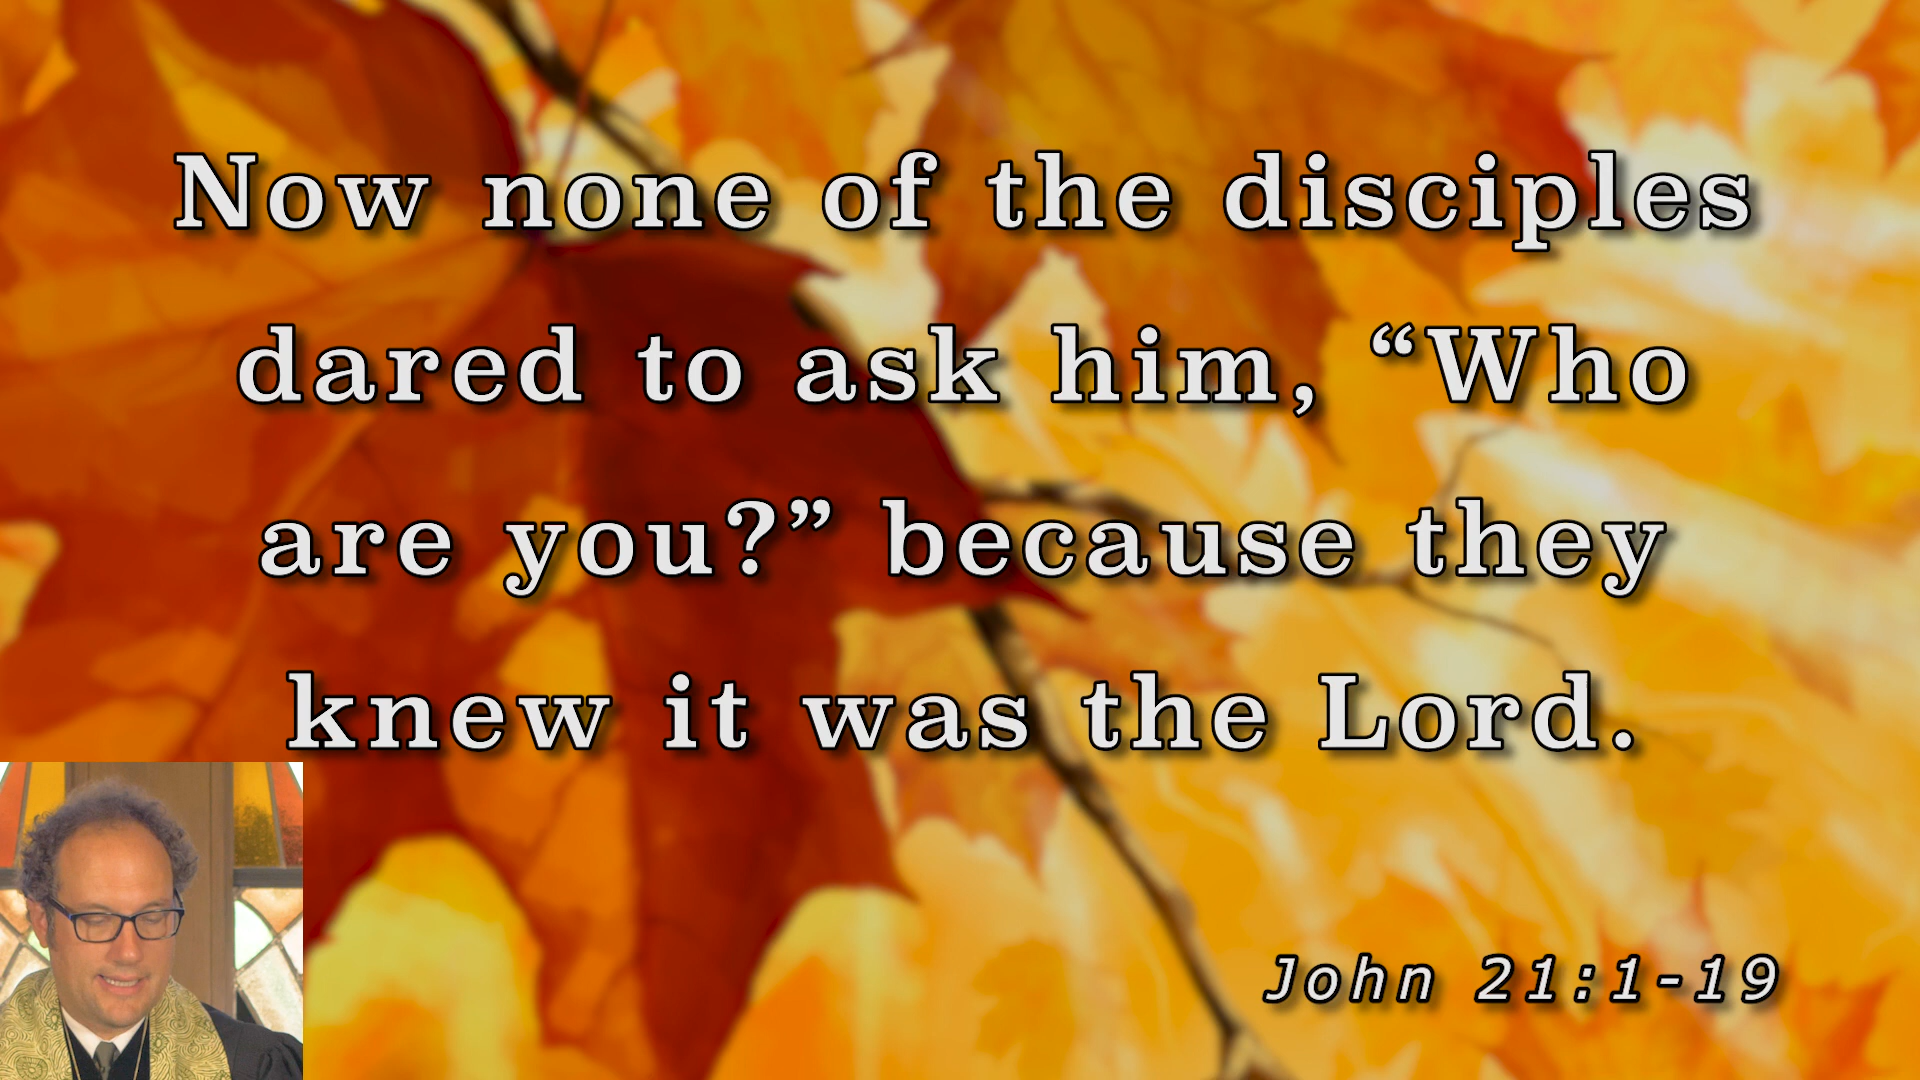 Now none of the disciples
dared to ask him, “Who
are you?” because they
knew it was the Lord.
John 21:1-19